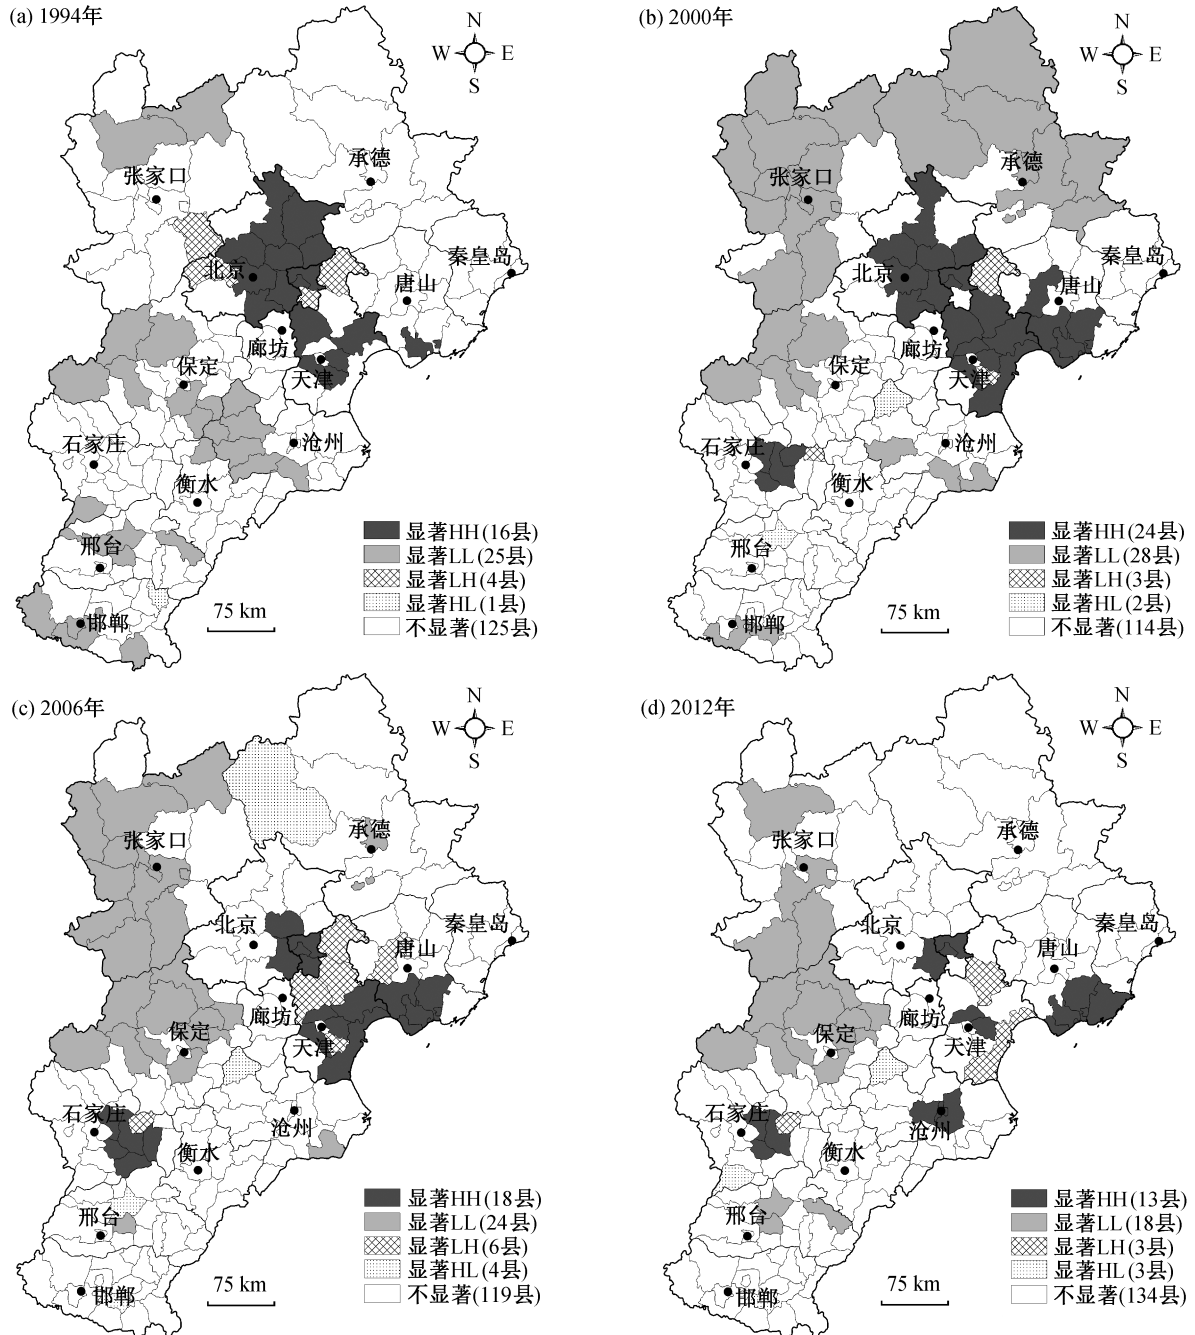 (a) 1994年
N
W E
S
承德
张家口
秦皇岛
北京
唐山
廊坊
保定
天津
石家庄
沧州
衡水
邢台
邯郸
75 km
显著HH(16县)
显著LL(25县)
显著LH(4县)
显著HL(1县)
不显著(125县)
(b) 2000年
N
W E
S
承德
张家口
秦皇岛
北京
唐山
廊坊
保定
天津
石家庄
沧州
衡水
邢台
邯郸
75 km
显著HH(24县)
显著LL(28县)
显著LH(3县)
显著HL(2县)
不显著(114县)
(c) 2006年
N
W E
S
承德
张家口
秦皇岛
北京
唐山
廊坊
保定
天津
石家庄
沧州
衡水
邢台
邯郸
75 km
显著HH(18县)
显著LL(24县)
显著LH(6县)
显著HL(4县)
不显著(119县)
(d) 2012年
N
W E
S
承德
张家口
秦皇岛
北京
唐山
廊坊
保定
天津
石家庄
沧州
衡水
邢台
邯郸
75 km
显著HH(13县)
显著LL(18县)
显著LH(3县)
显著HL(3县)
不显著(134县)